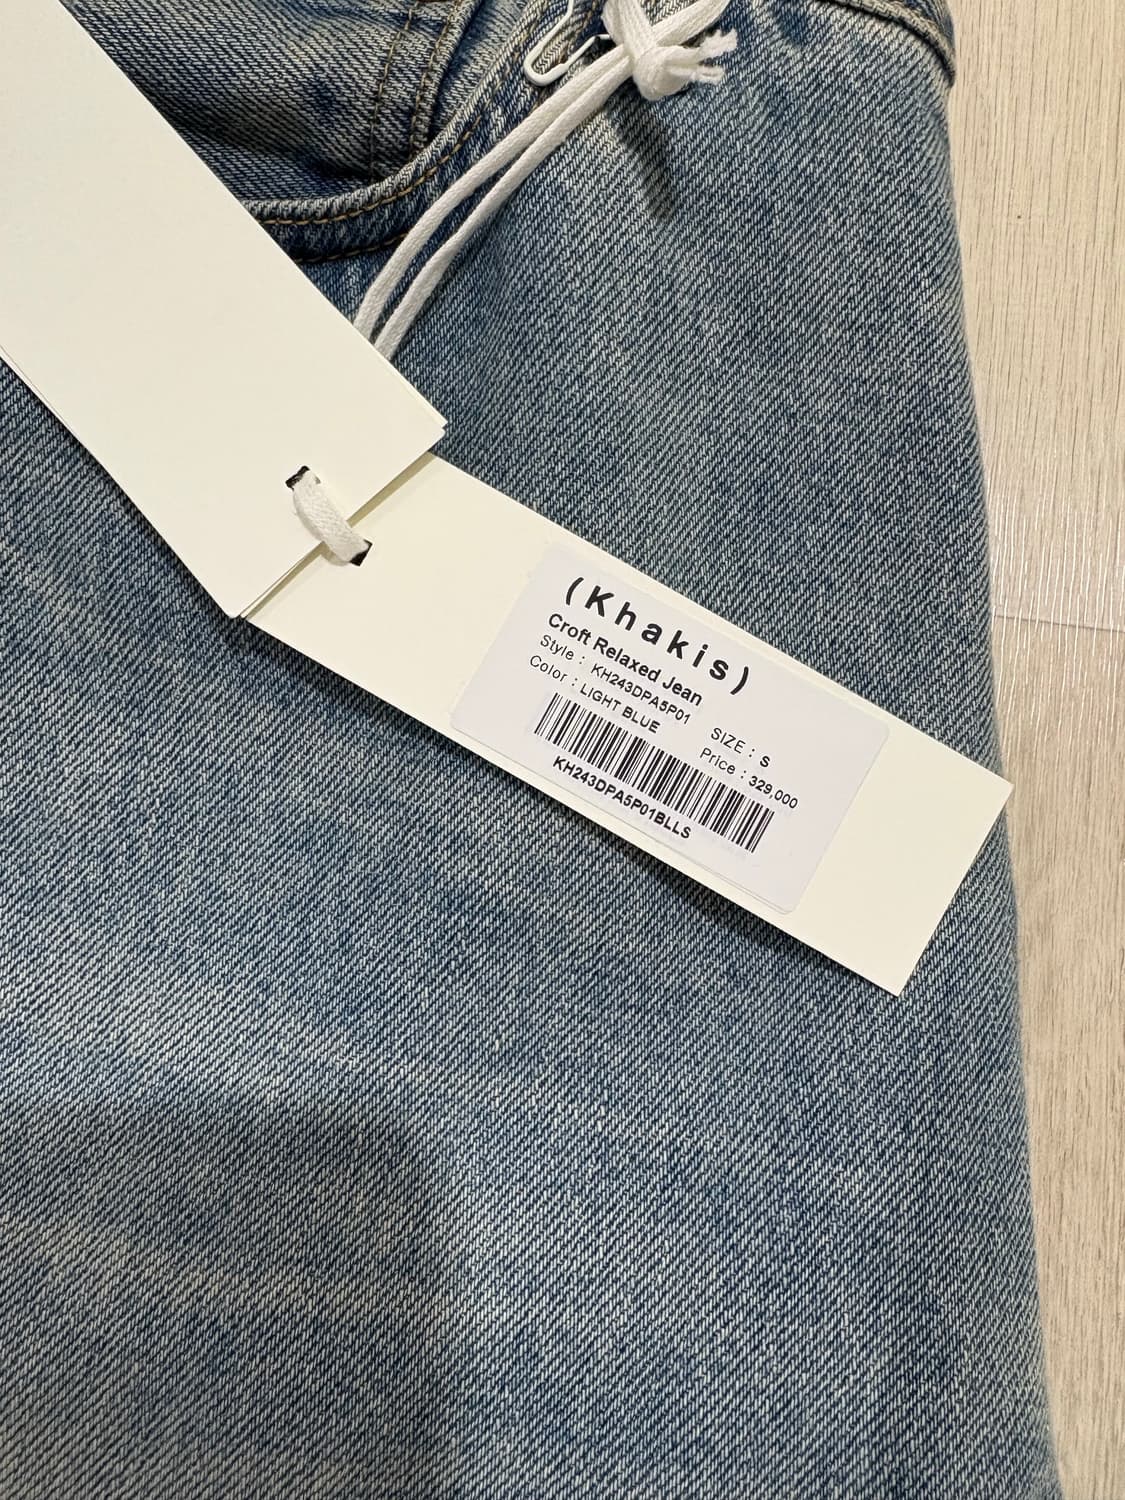 (Khakis)
Croft Relaxed Jean
Style : KH243DPA5P01
Color : LIGHT BLUE
SIZE : S
Price : 329,000
KH243DPA5P01BLLS